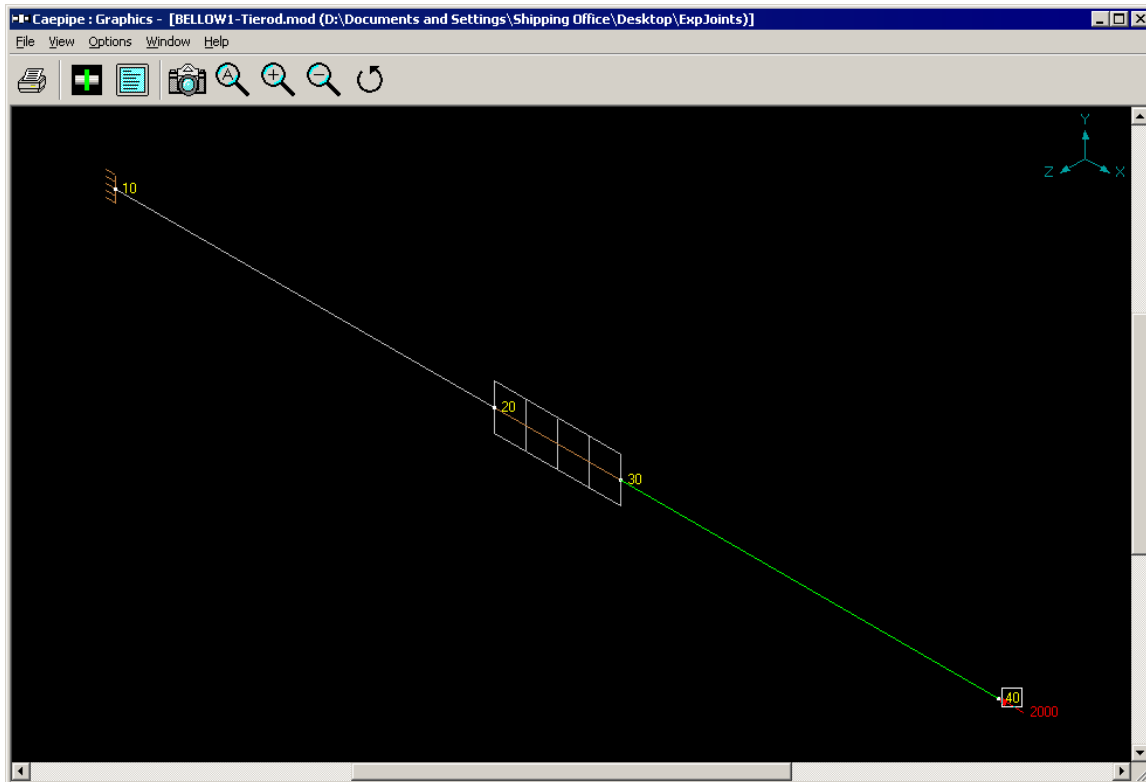 Caepipe : Graphics - [BELLOW1-Tierod.mod (D:\Documents and Settings\Shipping Office\Desktop\ExpJoints)]
File View Options Window Help
A
Y
Z X
10
20
30
40
2000